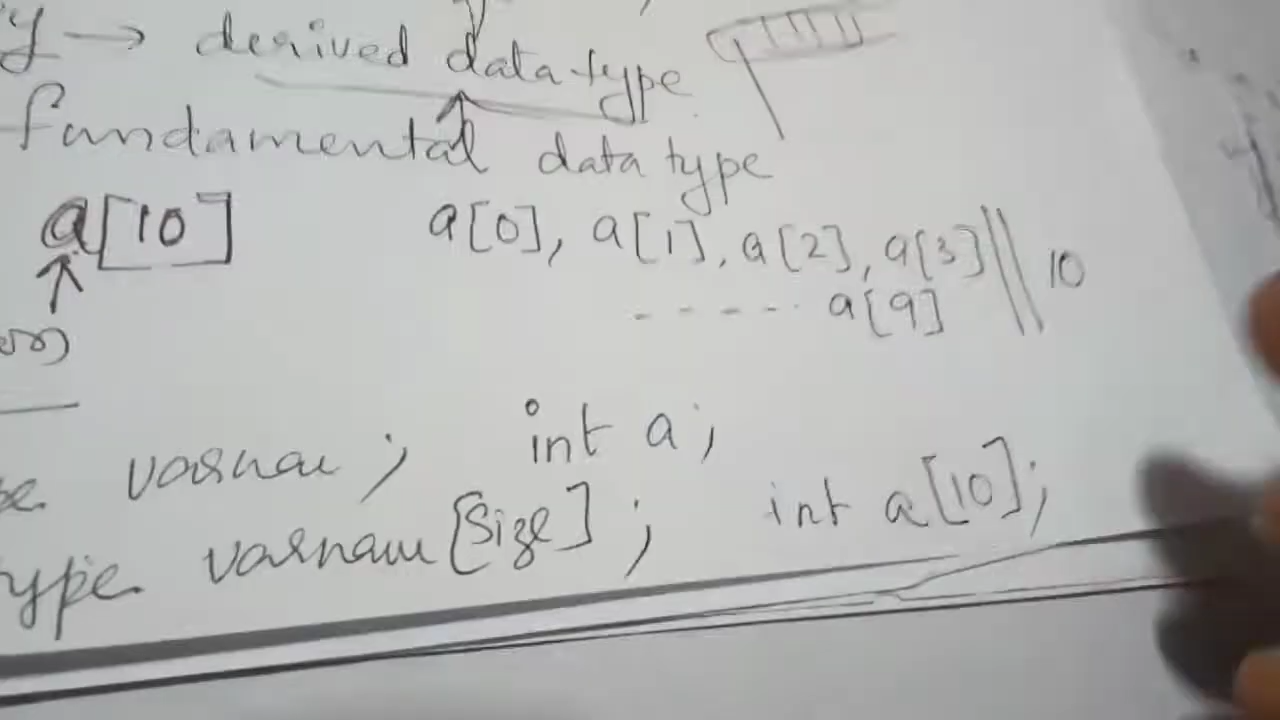 y → derived data type
fundamental data type
a[10] a[0], a[1], a[2], a[3] 10
- - - - - a[9]
varnam ; int a;
type varnam [Size] ; int a[10];